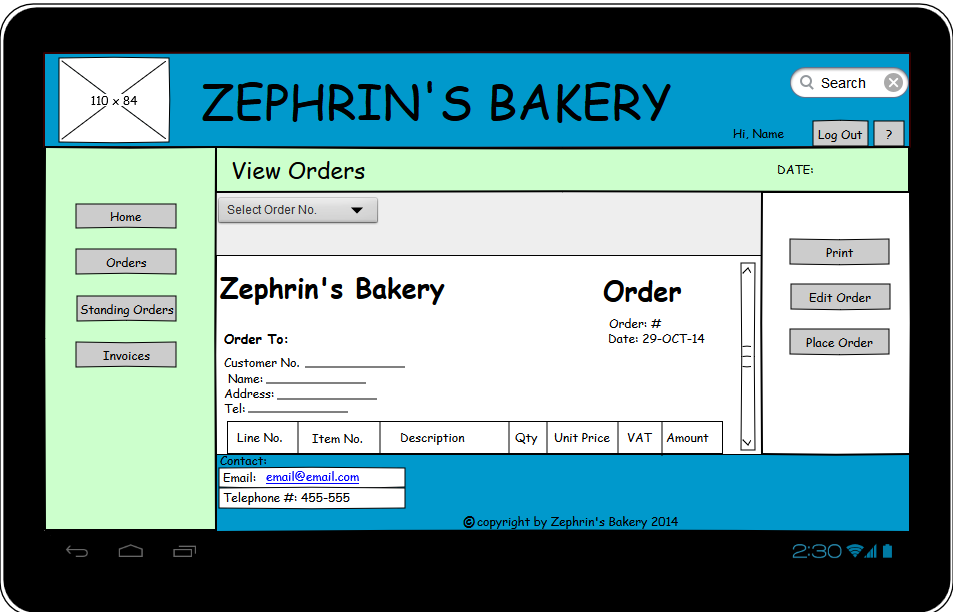 110 x 84
ZEPHRIN'S BAKERY
Search
Hi, Name
Log Out
?
View Orders
DATE:
Home
Orders
Standing Orders
Invoices
Select Order No.
Zephrin's Bakery
Order
Order: #
Date: 29-OCT-14
Order To:
Customer No.
Name:
Address:
Tel:
Line No. Item No. Description Qty Unit Price VAT Amount
Print
Edit Order
Place Order
Contact:
Email: email@email.com
Telephone #: 455-555
© copyright by Zephrin's Bakery 2014
2:30